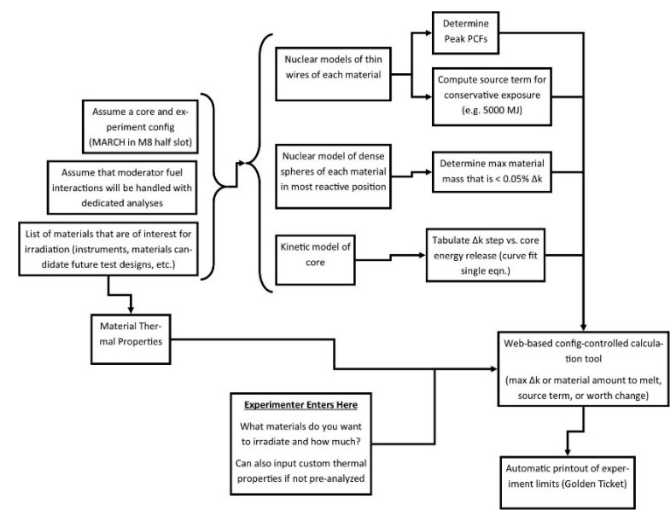 Assume a core and ex-
periment config
(MARCH in M8 half slot)
Assume that moderator fuel
interactions will be handled with
dedicated analyses
List of materials that are of interest for
irradiation (instruments, materials can-
didate future test designs, etc.)
Material Ther-
mal Properties
Nuclear models of thin
wires of each material
Determine
Peak PCFs
Compute source term for
conservative exposure
(e.g. 5000 MJ)
Nuclear model of dense
spheres of each material
in most reactive position
Determine max material
mass that is < 0.05% Δk
Kinetic model of
core
Tabulate Δk step vs. core
energy release (curve fit
single eqn.)
Experimenter Enters Here
What materials do you want
to irradiate and how much?
Can also input custom thermal
properties if not pre-analyzed
Web-based config-controlled calcula-
tion tool
(max Δk or material amount to melt,
source term, or worth change)
Automatic printout of exper-
iment limits (Golden Ticket)